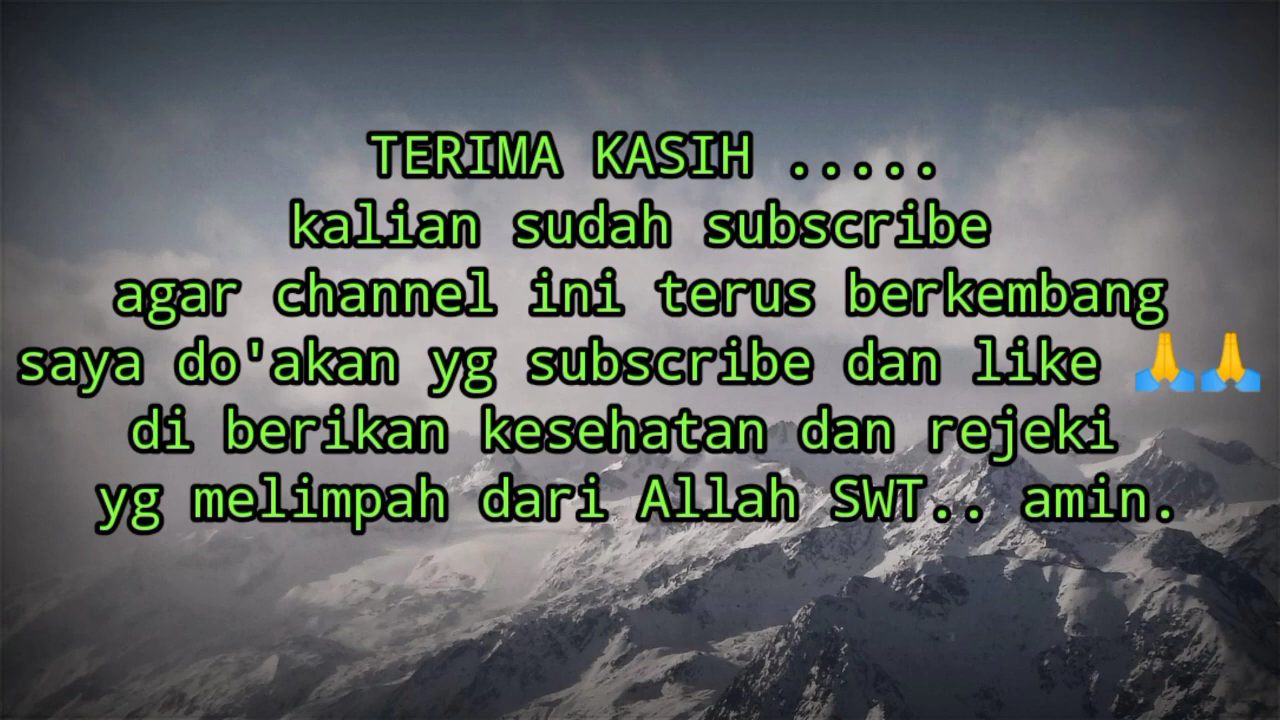 TERIMA KASIH .....
kalian sudah subscribe
agar channel ini terus berkembang
saya do'akan yg subscribe dan like 🙏🙏
di berikan kesehatan dan rejeki
yg melimpah dari Allah SWT.. amin.